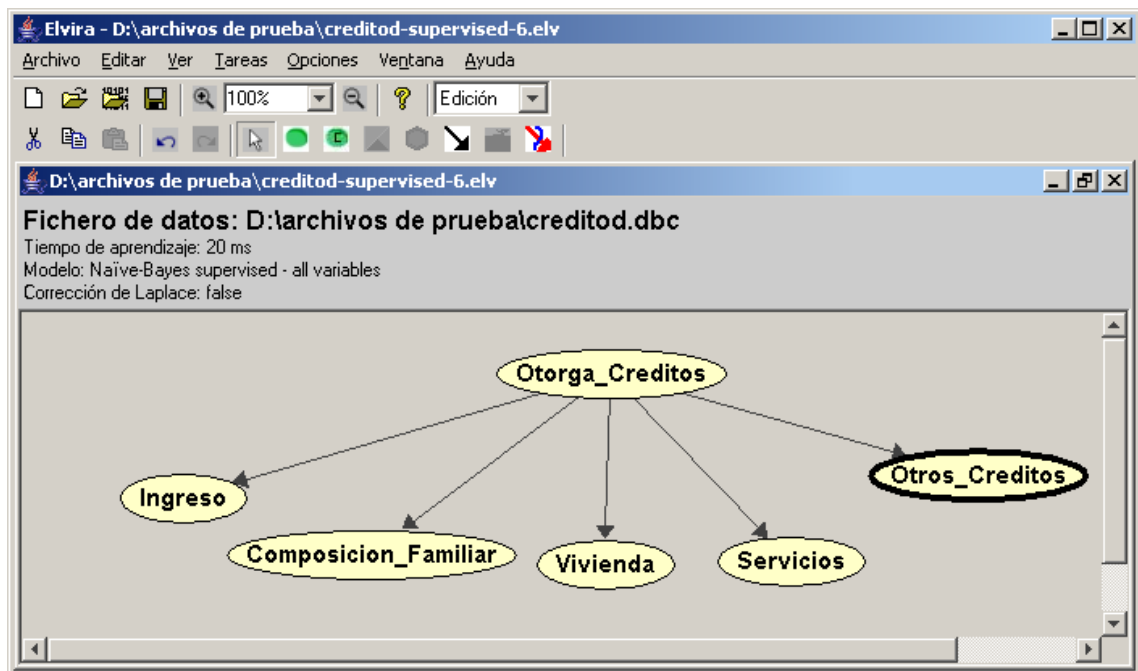 Elvira - D:\archivos de prueba\creditod-supervised-6.elv
Archivo Editar Ver Tareas Opciones Ventana Ayuda
100% Edición
D:\archivos de prueba\creditod-supervised-6.elv
Fichero de datos: D:\archivos de prueba\creditod.dbc
Tiempo de aprendizaje: 20 ms
Modelo: Naïve-Bayes supervised - all variables
Corrección de Laplace: false
Otorga_Creditos
Otros_Creditos
Ingreso
Composicion_Familiar Vivienda Servicios